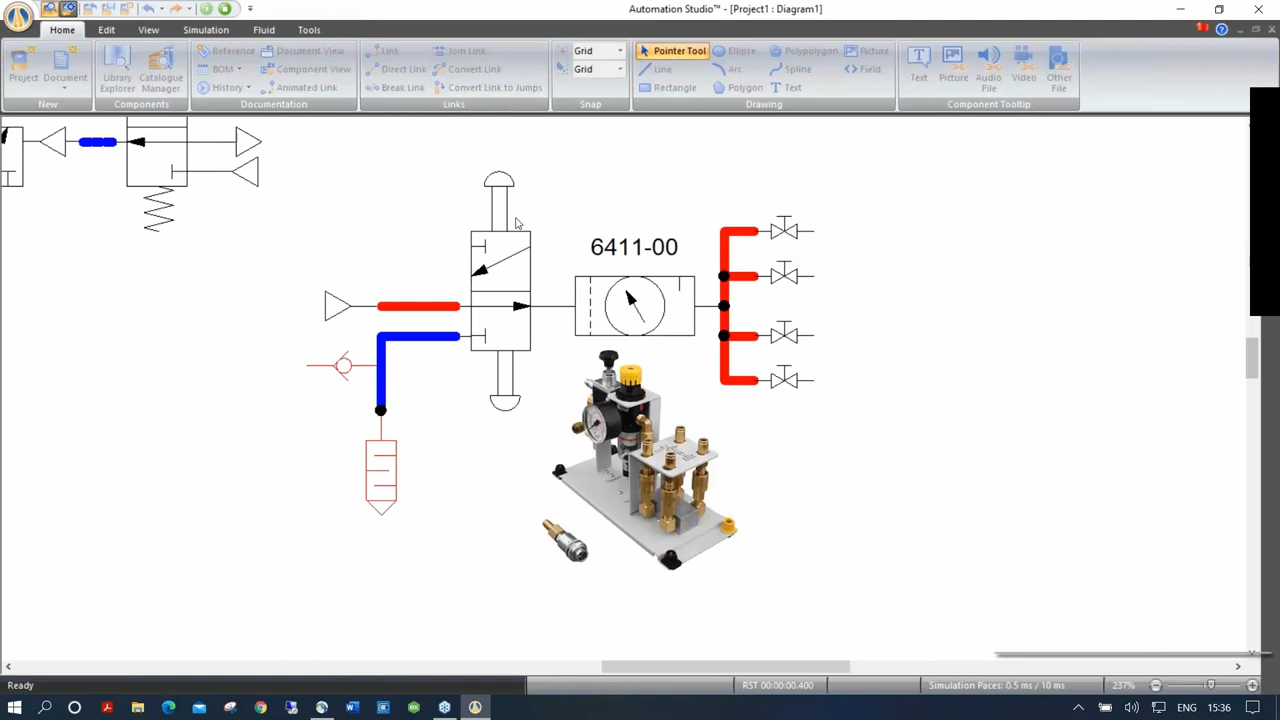 Automation Studio™ - [Project1 : Diagram1]
Home Edit View Simulation Fluid Tools
Project
Document
New
Library Explorer
Catalogue Manager
Components
Reference
BOM
History
Document View
Component View
Animated Link
Documentation
Link
Direct Link
Break Link
Join Link
Convert Link
Convert Link to Jumps
Links
Grid
Grid
Snap
Pointer Tool
Line
Rectangle
Ellipse
Arc
Polygon
Polypolygon
Spline
Text
Picture
Field
Drawing
Text
Picture
Audio File
Video
Other File
Component Tooltip
6411-00
Ready
RST 00:00:00.400
Simulation Paces: 0.5 ms / 10 ms
237%
ENG
15:36